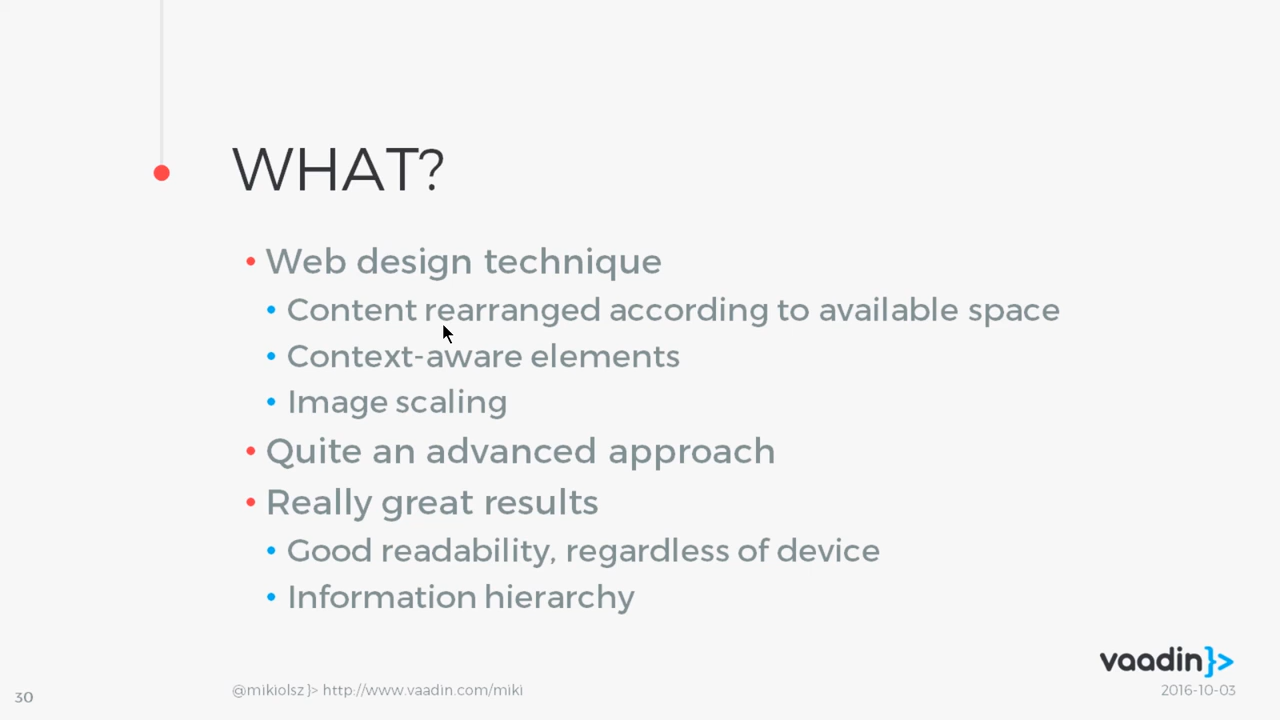 WHAT?
• Web design technique
• Content rearranged according to available space
• Context-aware elements
• Image scaling
• Quite an advanced approach
• Really great results
• Good readability, regardless of device
• Information hierarchy
vaadin}>
30
@mikiolsz }> http://www.vaadin.com/miki
2016-10-03